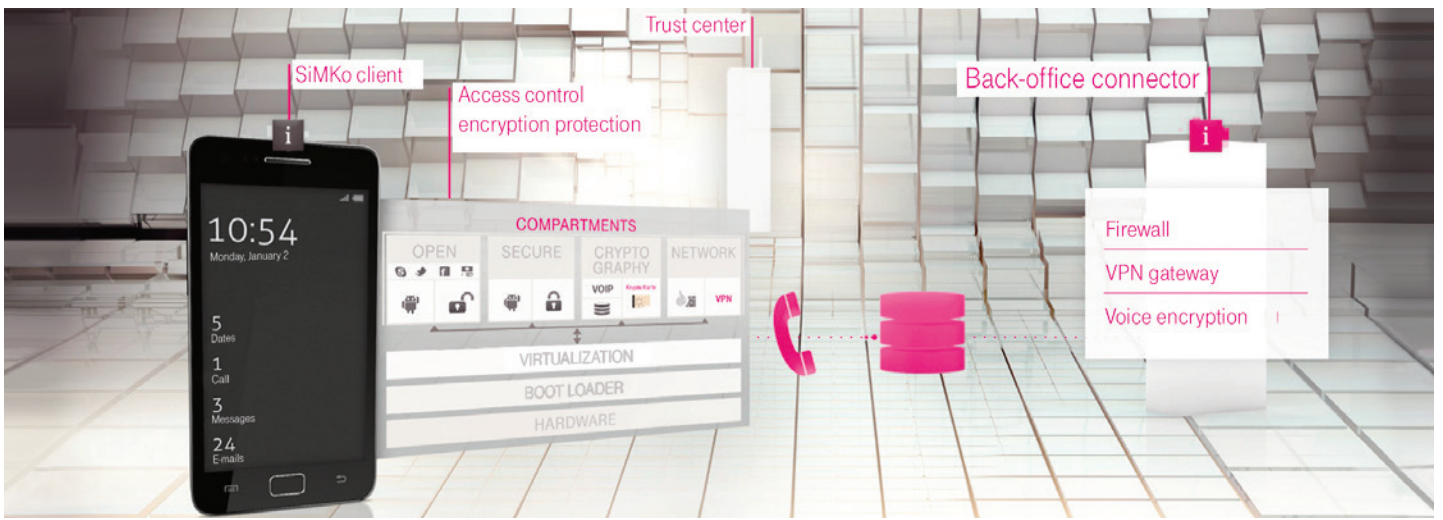 Trust center
SiMKo client
Back-office connector
Access control
encryption protection
i
i
10:54
Monday, January 2
5
Dates
1
Call
3
Messages
24
E-mails
COMPARTMENTS
OPEN
SECURE
CRYPTO
GRAPHY
NETWORK
VOIP
Krypto Karte
VPN
VIRTUALIZATION
BOOT LOADER
HARDWARE
Firewall
VPN gateway
Voice encryption